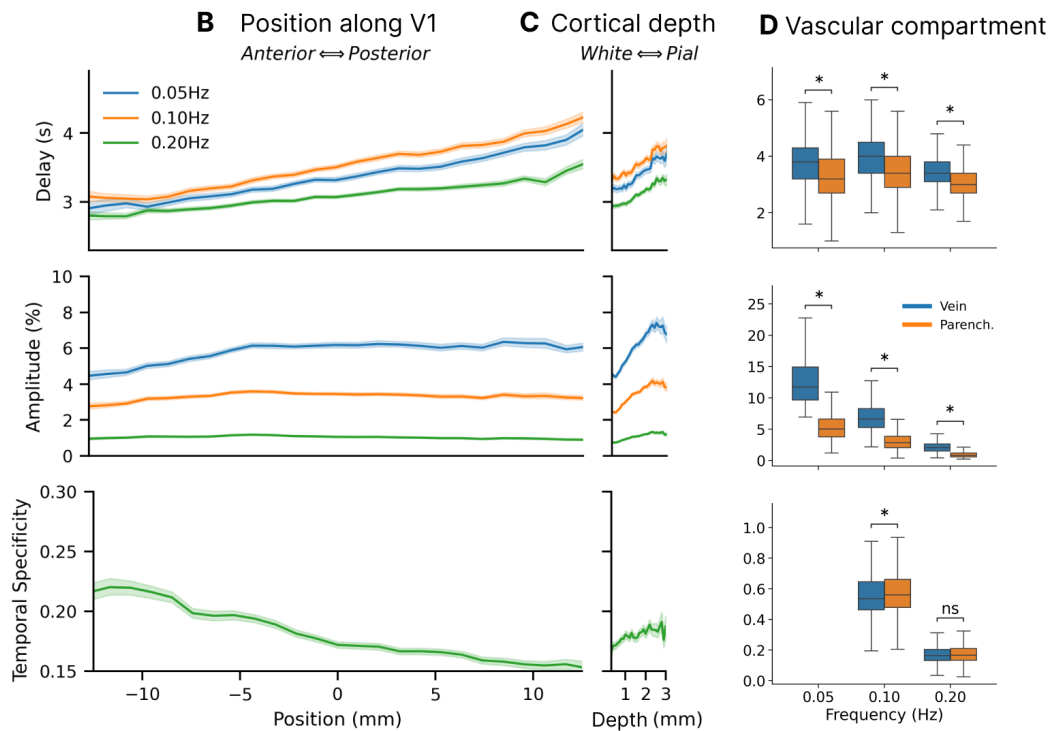 B Position along V1
Anterior ⟺ Posterior
C Cortical depth
White ⟺ Pial
D Vascular compartment
0.05Hz
0.10Hz
0.20Hz
Delay (s)
4
3
*
*
*
6
4
2
Amplitude (%)
10
8
6
4
2
0
Vein
Parench.
*
*
*
25
20
15
10
5
0
Temporal Specificity
0.30
0.25
0.20
0.15
−10
−5
0
5
10
Position (mm)
1
2
3
Depth (mm)
*
ns
1.0
0.8
0.6
0.4
0.2
0.0
0.05
0.10
0.20
Frequency (Hz)